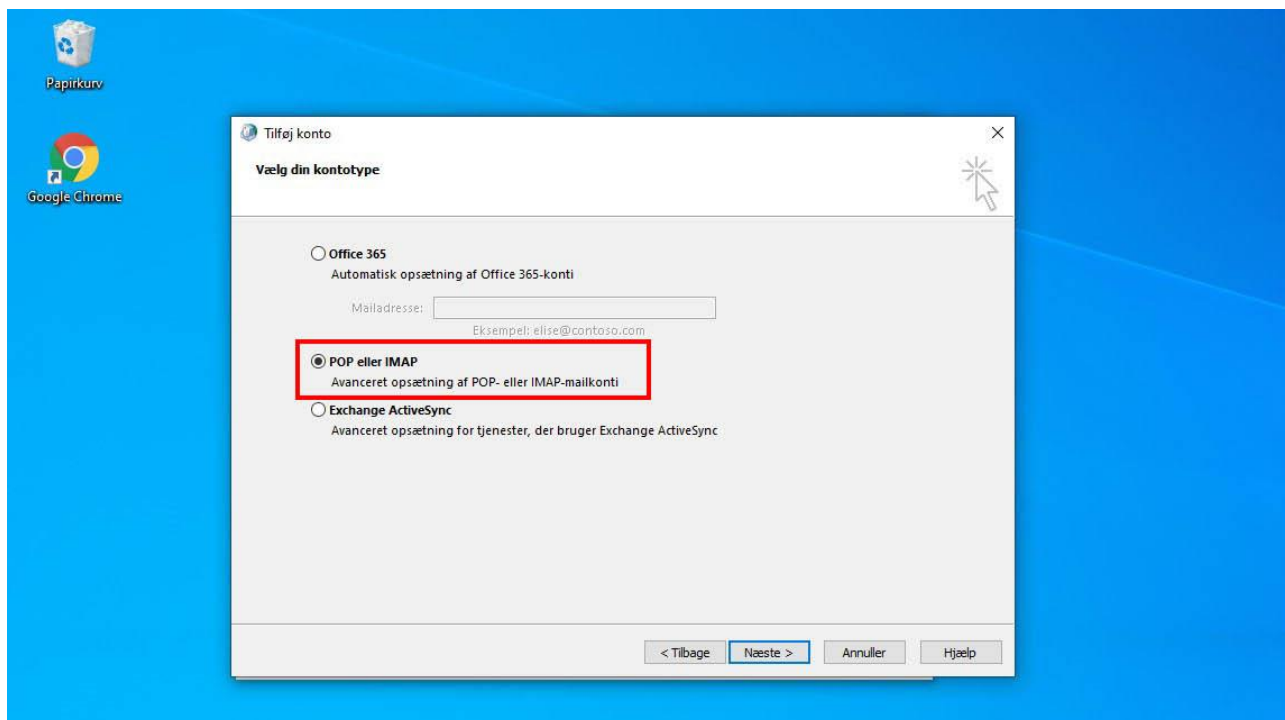 Papirkurv
Google Chrome
Tilføj konto
Vælg din kontotype
Office 365
Automatisk opsætning af Office 365-konti
Mailadresse:
Eksempel: elise@contoso.com
POP eller IMAP
Avanceret opsætning af POP- eller IMAP-mailkonti
Exchange ActiveSync
Avanceret opsætning for tjenester, der bruger Exchange ActiveSync
< Tilbage Næste > Annuller Hjælp